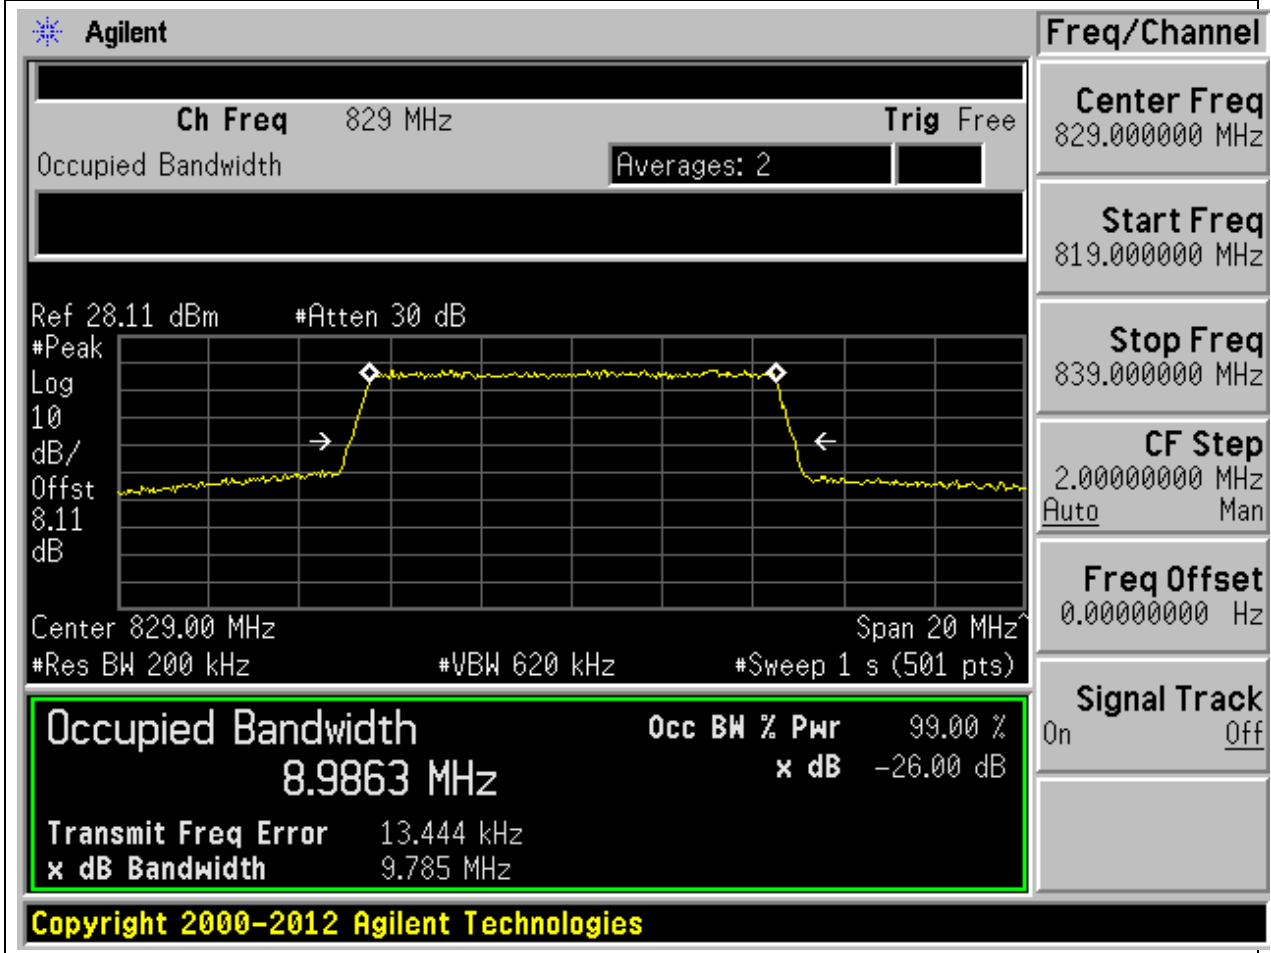 Agilent
Freq/Channel
Ch Freq 829 MHz Trig Free
Occupied Bandwidth Averages: 2
Center Freq
829.000000 MHz
Start Freq
819.000000 MHz
Stop Freq
839.000000 MHz
CF Step
2.00000000 MHz
Auto Man
Freq Offset
0.00000000 Hz
Signal Track
On Off
Ref 28.11 dBm #Atten 30 dB
#Peak
Log
10
dB/
Offst
8.11
dB
Center 829.00 MHz Span 20 MHz^
#Res BW 200 kHz #VBW 620 kHz #Sweep 1 s (501 pts)
Occupied Bandwidth Occ BW % Pwr 99.00 %
8.9863 MHz x dB -26.00 dB
Transmit Freq Error 13.444 kHz
x dB Bandwidth 9.785 MHz
Copyright 2000-2012 Agilent Technologies